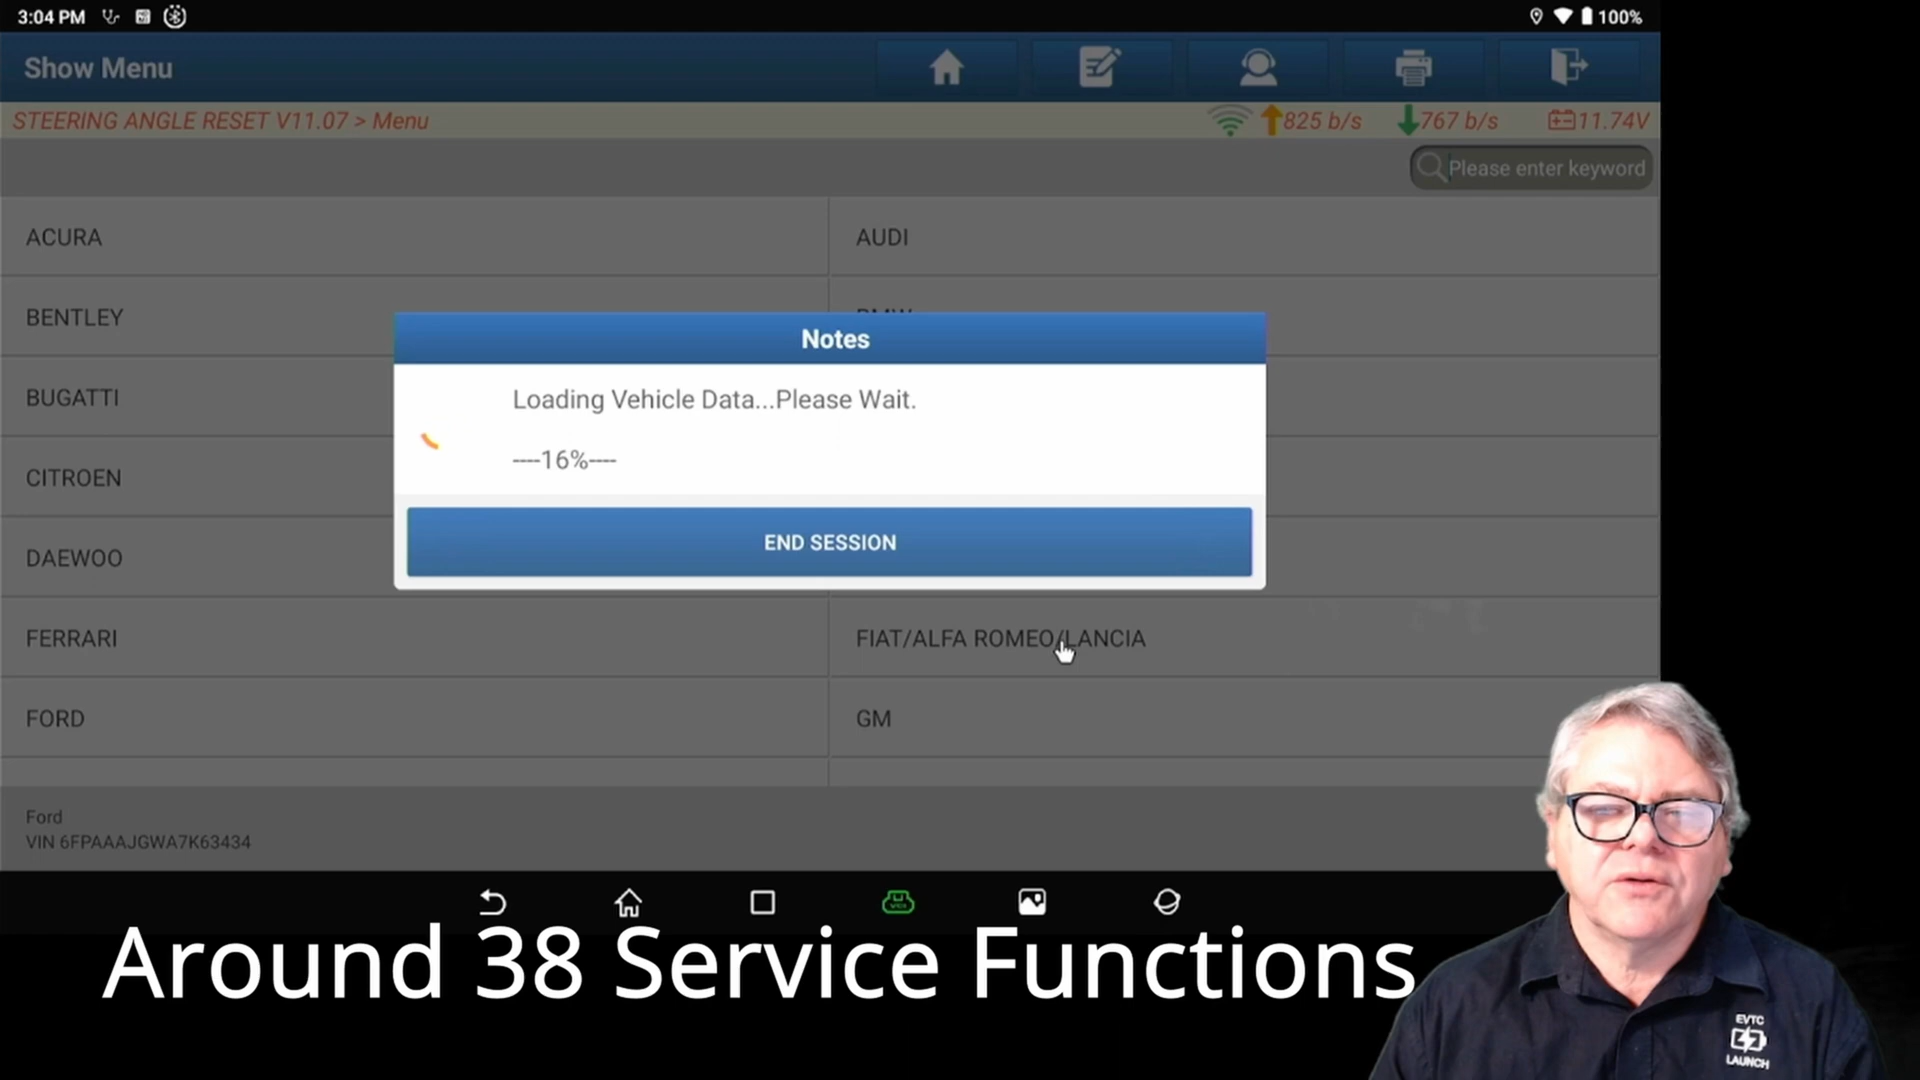 3:04 PM
100%
Show Menu
STEERING ANGLE RESET V11.07 > Menu
825 b/s
767 b/s
11.74V
Please enter keyword
ACURA
AUDI
BENTLEY
BMW
BUGATTI
CITROEN
DAEWOO
FERRARI
FIAT/ALFA ROMEO/LANCIA
FORD
GM
Notes
Loading Vehicle Data...Please Wait.
----16%----
END SESSION
Ford
VIN 6FPAAAJGWA7K63434
Around 38 Service Functions
EVTC
LAUNCH